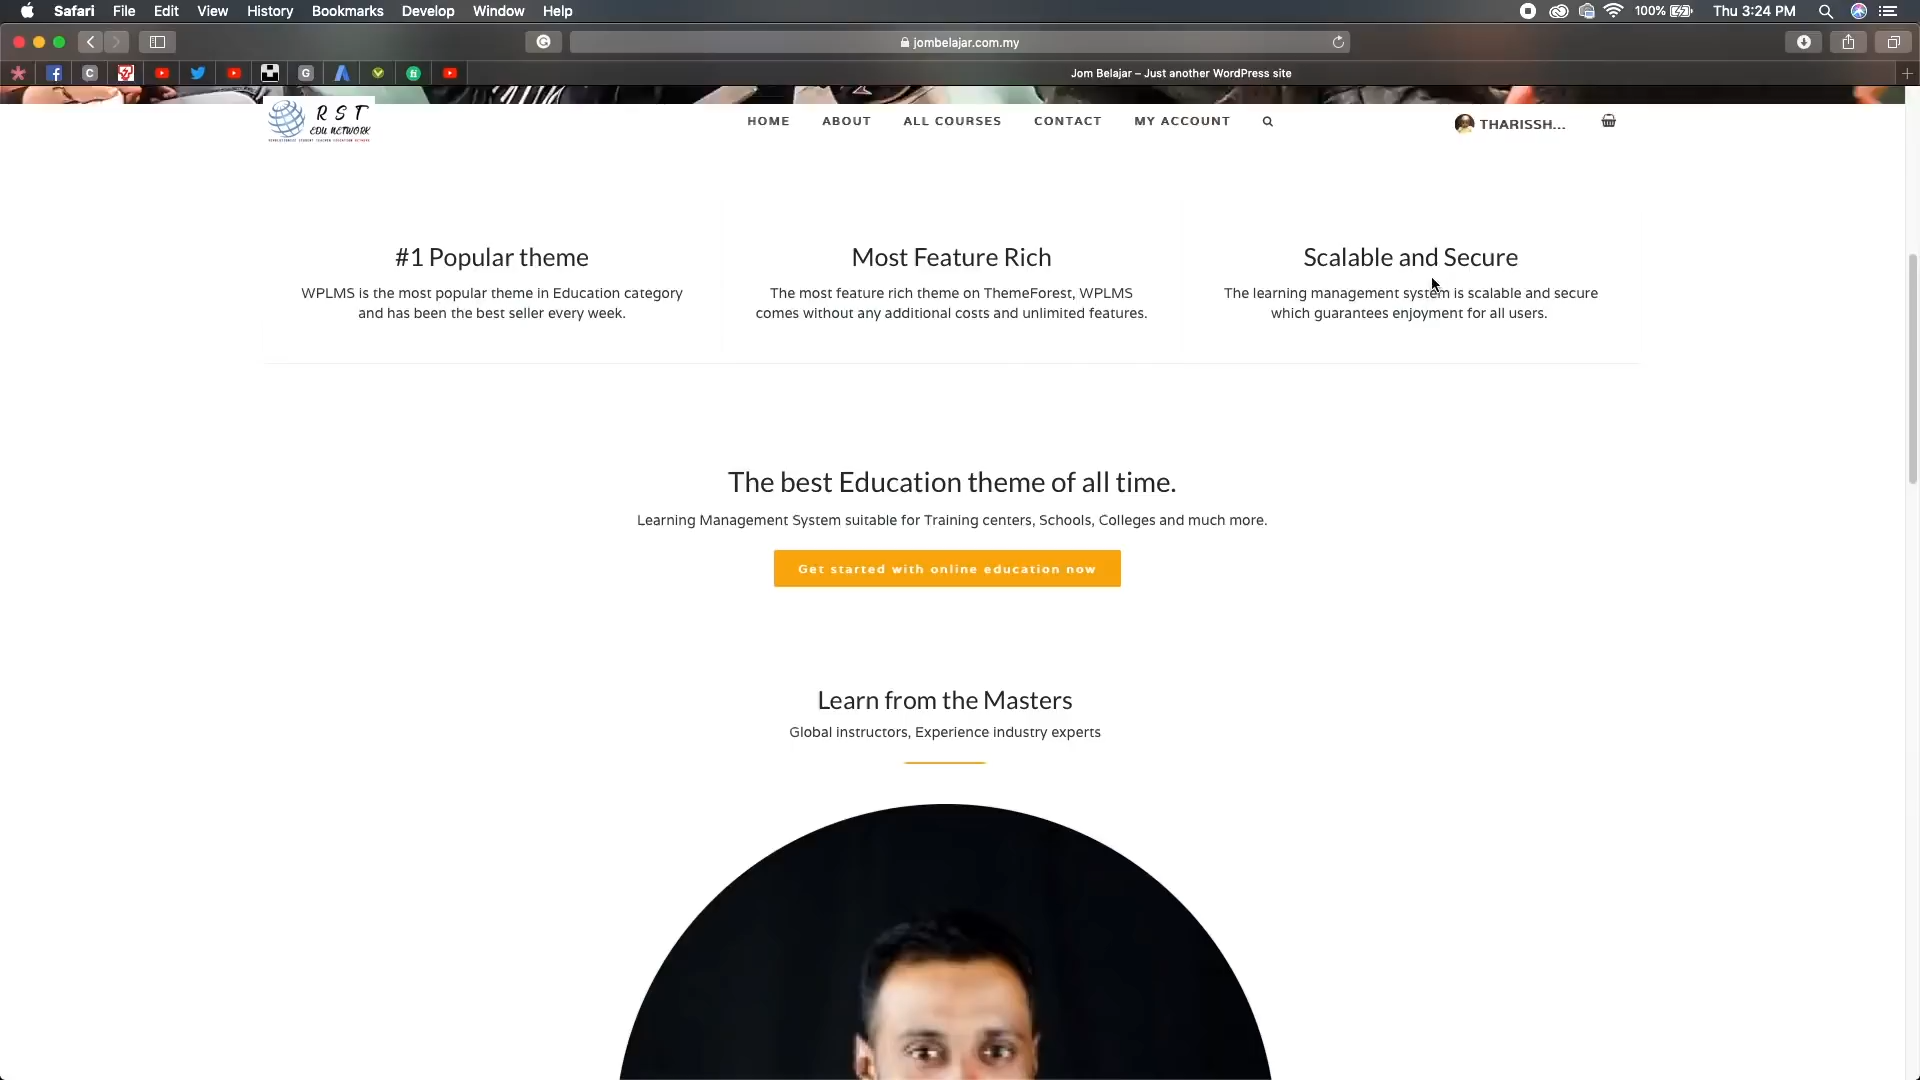 Safari File Edit View History Bookmarks Develop Window Help
100% Thu 3:24 PM
jombelajar.com.my
Jom Belajar – Just another WordPress site
R S T
EDU NETWORK
HOME ABOUT ALL COURSES CONTACT MY ACCOUNT
THARISSH...
#1 Popular theme
WPLMS is the most popular theme in Education category
and has been the best seller every week.
Most Feature Rich
The most feature rich theme on ThemeForest, WPLMS
comes without any additional costs and unlimited features.
Scalable and Secure
The learning management system is scalable and secure
which guarantees enjoyment for all users.
The best Education theme of all time.
Learning Management System suitable for Training centers, Schools, Colleges and much more.
Get started with online education now
Learn from the Masters
Global instructors, Experience industry experts